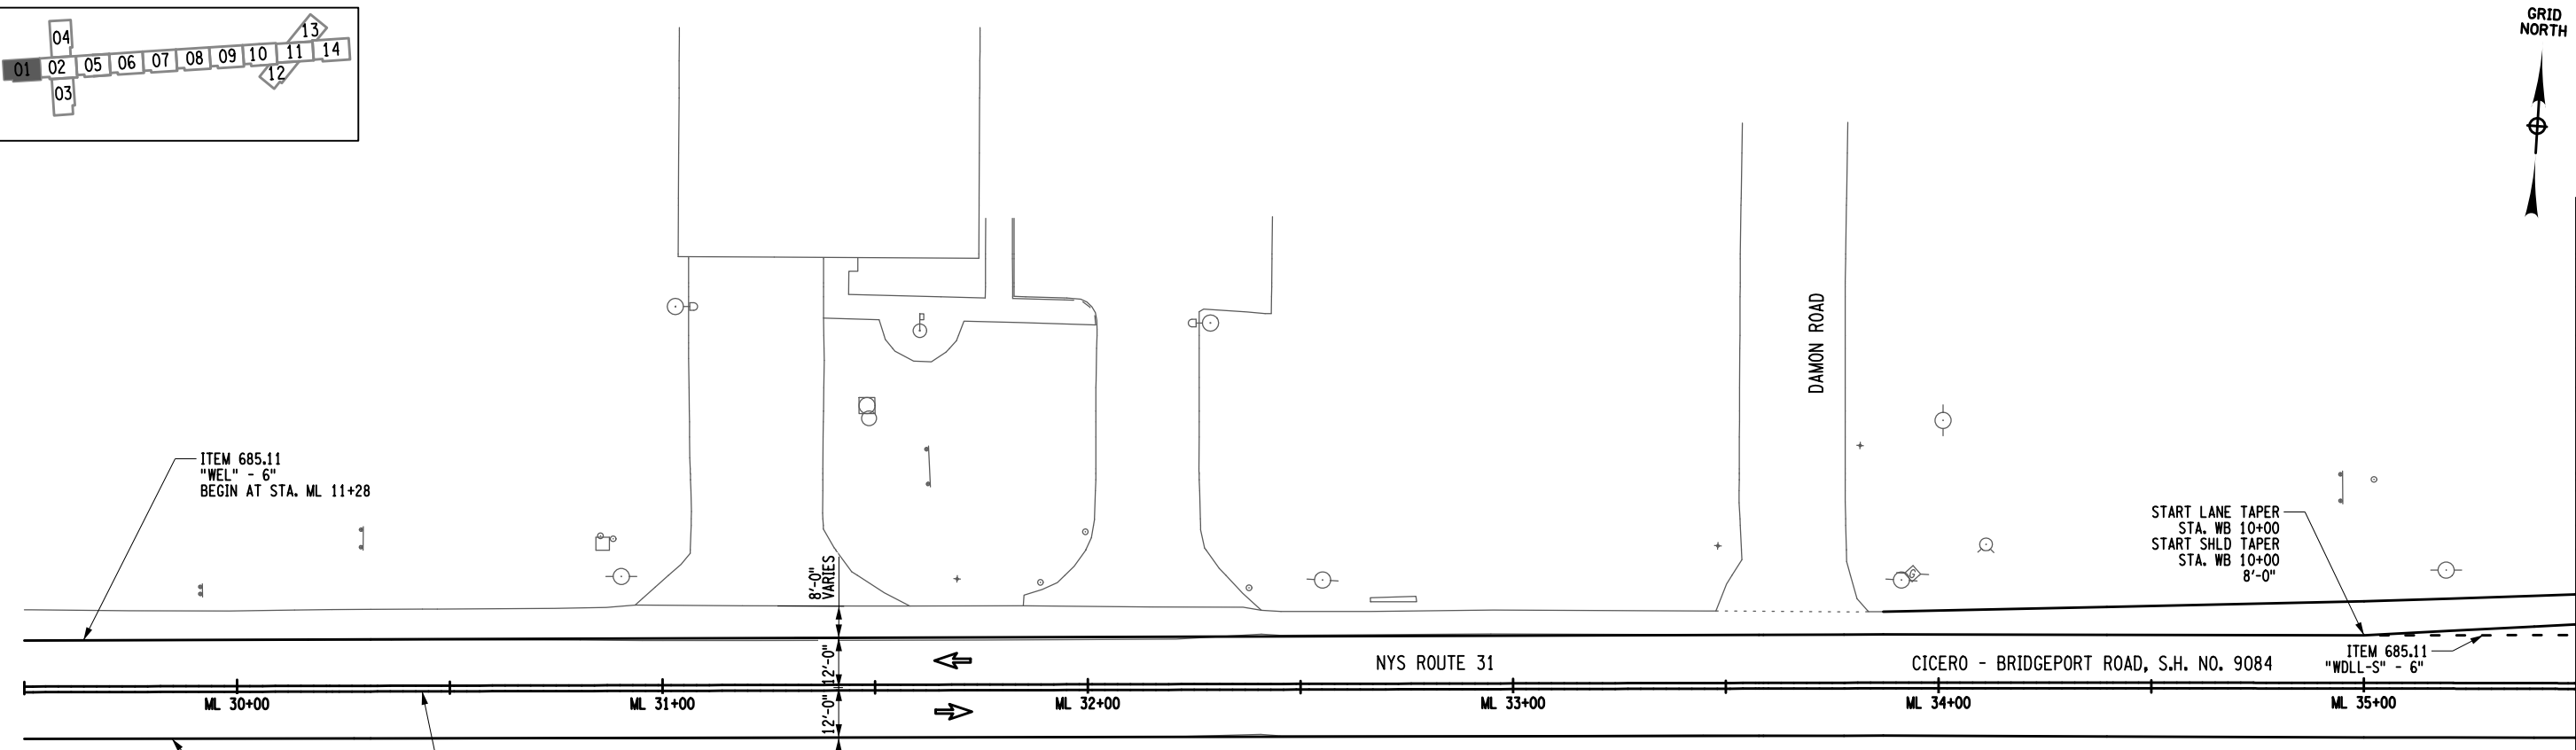 04
13
01
02
05
06
07
08
09
10
11
14
12
03
GRID
NORTH
DAMON ROAD
ITEM 685.11
"WEL" - 6"
BEGIN AT STA. ML 11+28
START LANE TAPER
STA. WB 10+00
START SHLD TAPER
STA. WB 10+00
8'-0"
8'-0"
VARIES
12'-0"
NYS ROUTE 31
CICERO - BRIDGEPORT ROAD, S.H. NO. 9084
ITEM 685.11
"WDLL-S" - 6"
ML 30+00
ML 31+00
ML 32+00
ML 33+00
ML 34+00
ML 35+00
12'-0"